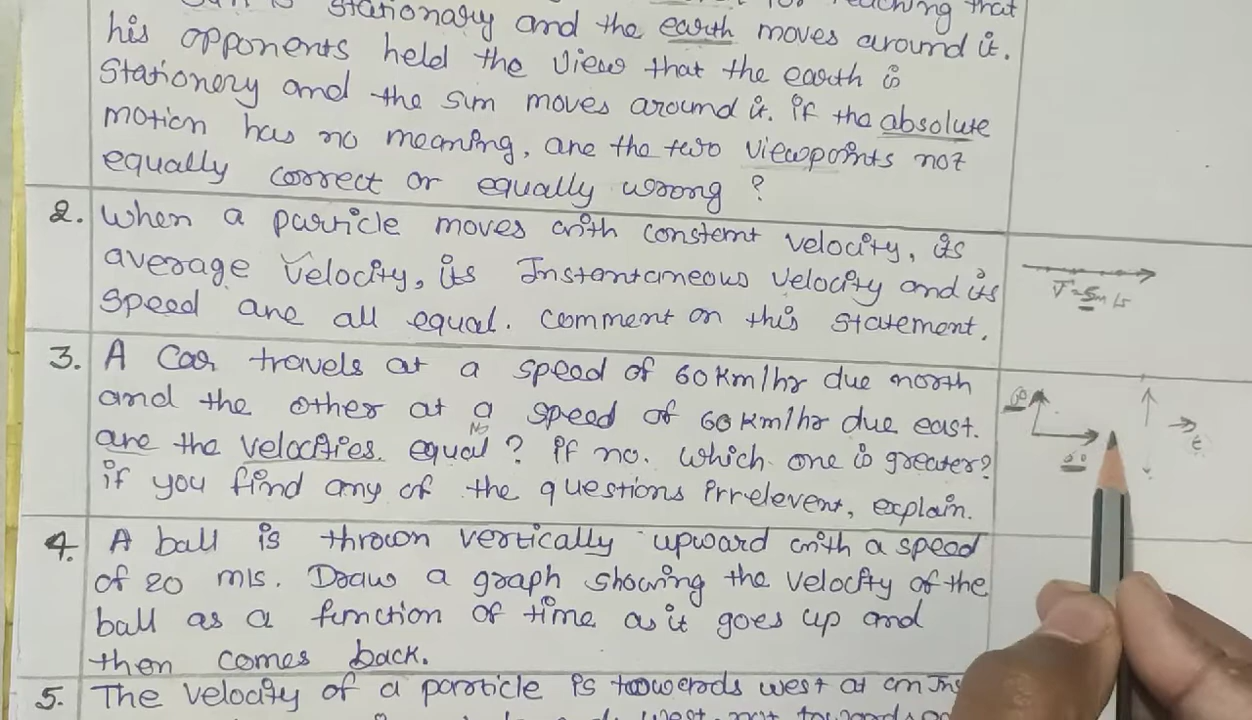 stationary and the earth moves around it.
his opponents held the view that the earth is
stationery and the sun moves around it. if the absolute
motion has no meaning, are the two viewpoints not
equally correct or equally wrong ?
2. When a particle moves with constant velocity, its
average velocity, its Instantaneous velocity and its
speed are all equal. comment on this statement.
V=5m/s
3. A Car travels at a speed of 60 Km/hr due north
and the other at a speed of 60 Km/hr due east.
No
are the velocities equal ? if no. which one is greater?
if you find any of the questions irrelevent, explain.
60
60
4. A ball is thrown vertically upward with a speed
of 20 m/s. Draw a graph showing the velocity of the
ball as a function of time as it goes up and
then comes back.
5. The velocity of a particle is towards west at an Ins